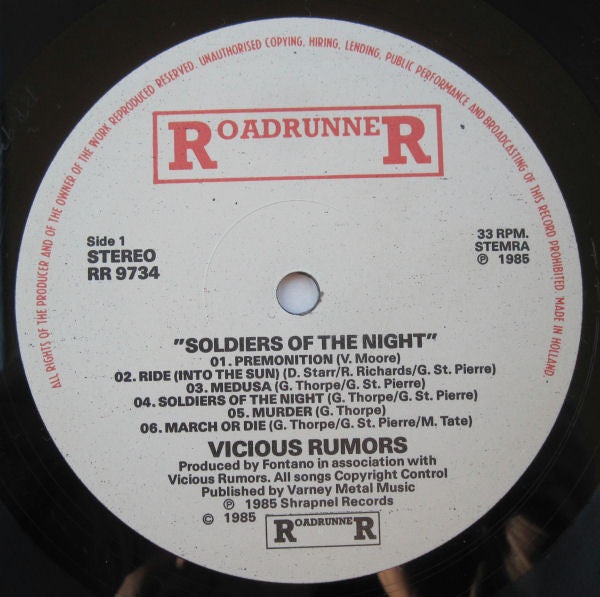 ALL RIGHTS OF THE PRODUCER AND OF THE OWNER OF THE WORK REPRODUCED RESERVED. UNAUTHORISED COPYING, HIRING, LENDING, PUBLIC PERFORMANCE AND BROADCASTING OF THIS RECORD PROHIBITED. MADE IN HOLLAND.
ROADRUNNER
Side 1
STEREO
RR 9734
33 RPM.
STEMRA
℗ 1985
"SOLDIERS OF THE NIGHT"
01. PREMONITION (V. Moore)
02. RIDE (INTO THE SUN) (D. Starr/R. Richards/G. St. Pierre)
03. MEDUSA (G. Thorpe/G. St. Pierre)
04. SOLDIERS OF THE NIGHT (G. Thorpe/G. St. Pierre)
05. MURDER (G. Thorpe)
06. MARCH OR DIE (G. Thorpe/G. St. Pierre/M. Tate)
VICIOUS RUMORS
Produced by Fontano in association with
Vicious Rumors. All songs Copyright Control
Published by Varney Metal Music
℗ 1985 Shrapnel Records
© 1985 ROADRUNNER